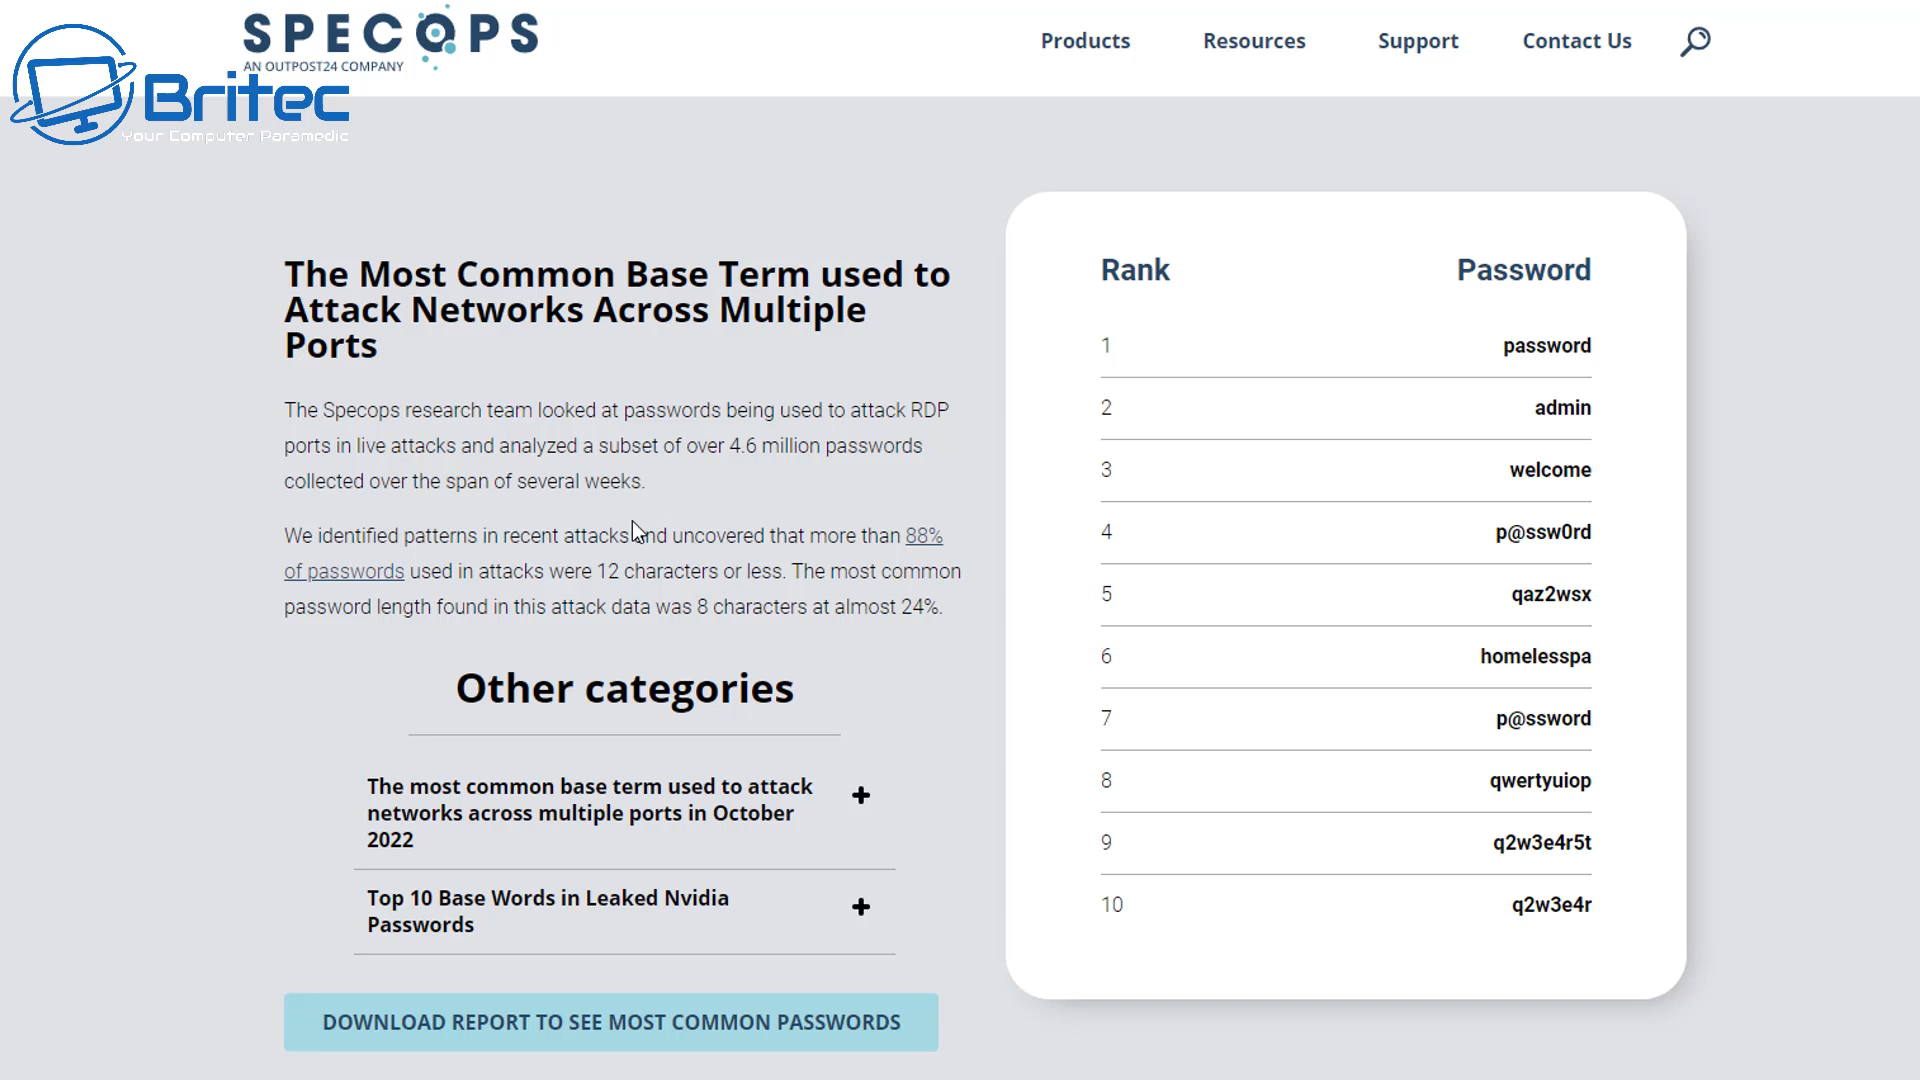 SPECOPS
AN OUTPOST24 COMPANY
Britec
Your Computer Paramedic
Products Resources Support Contact Us
The Most Common Base Term used to
Attack Networks Across Multiple
Ports
The Specops research team looked at passwords being used to attack RDP
ports in live attacks and analyzed a subset of over 4.6 million passwords
collected over the span of several weeks.
We identified patterns in recent attacks and uncovered that more than 88%
of passwords used in attacks were 12 characters or less. The most common
password length found in this attack data was 8 characters at almost 24%.
Other categories
The most common base term used to attack
networks across multiple ports in October
2022
Top 10 Base Words in Leaked Nvidia
Passwords
DOWNLOAD REPORT TO SEE MOST COMMON PASSWORDS
Rank Password
1 password
2 admin
3 welcome
4 p@ssw0rd
5 qaz2wsx
6 homelesspa
7 p@ssword
8 qwertyuiop
9 q2w3e4r5t
10 q2w3e4r